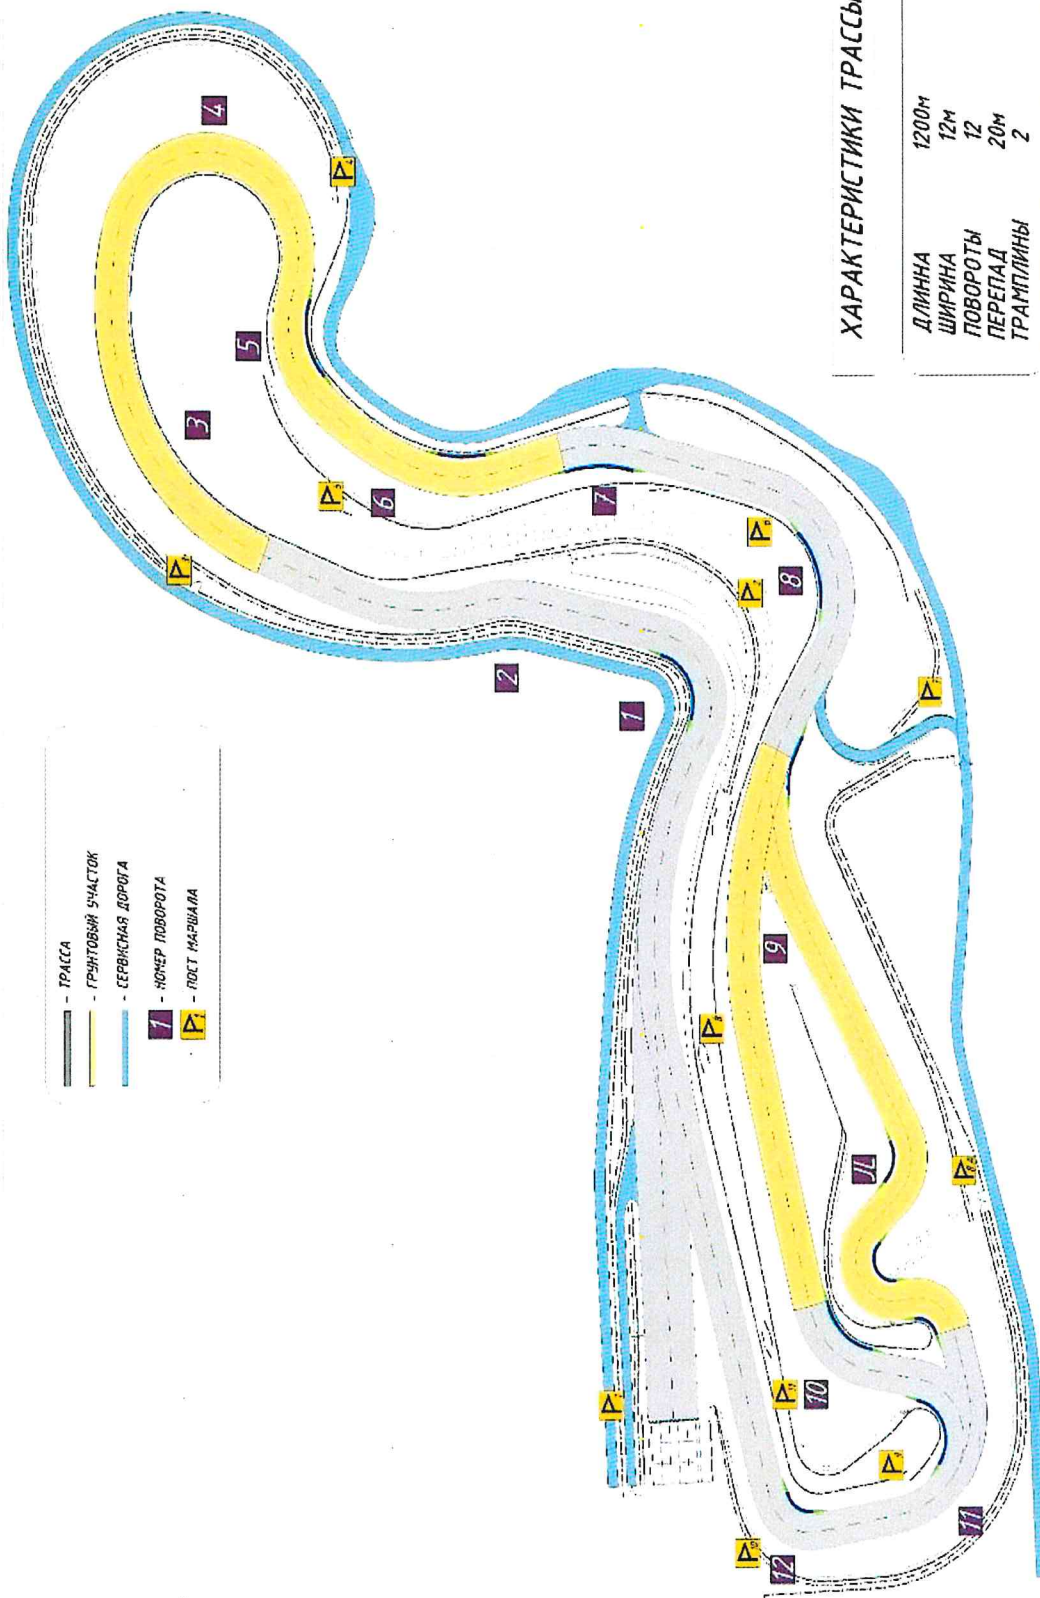 ХАРАКТЕРИСТИКИ ТРАССЫ
ДЛИННА 1200м
ШИРИНА 12м
ПОВОРОТЫ 12
ПЕРЕПАД 20м
ТРАМПЛИНЫ 2
- ТРАССА
- ГРУНТОВЫЙ УЧАСТОК
- СЕРВИСНАЯ ДОРОГА
1 - НОМЕР ПОВОРОТА
P - ПОСТ МАРШАЛА
1
2
3
4
5
6
7
8
9
JL
10
11
12